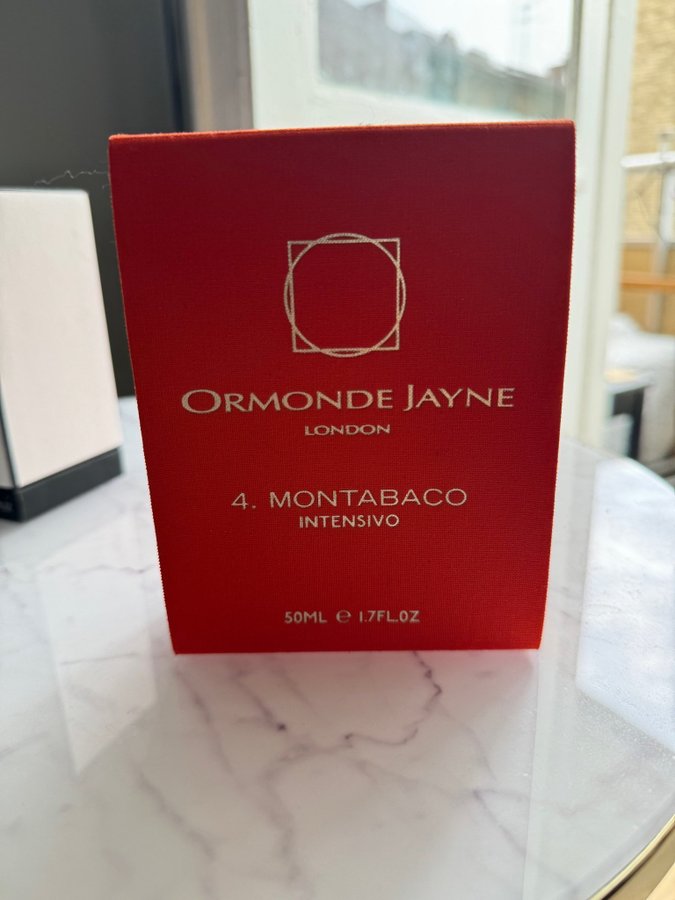 ORMONDE JAYNE
LONDON
4. MONTABACO
INTENSIVO
50ML ℮ 1.7FL.OZ